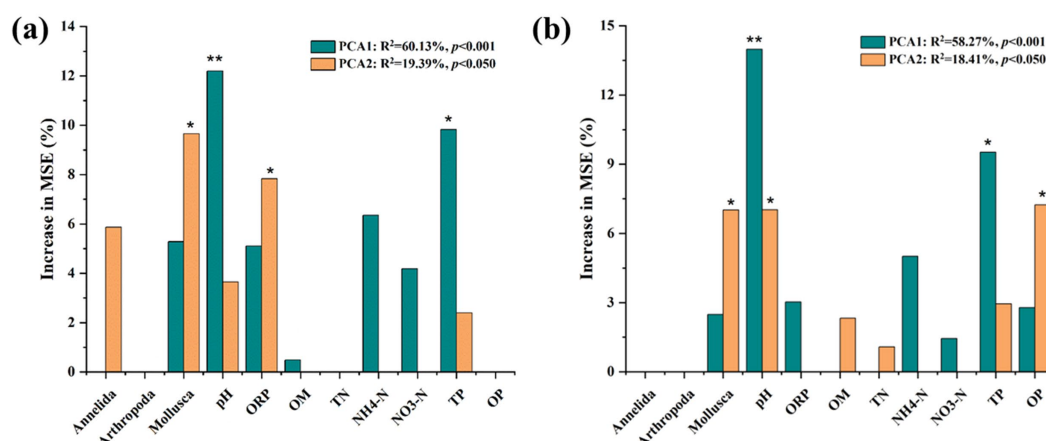 (a)
PCA1: R²=60.13%, p<0.001
PCA2: R²=19.39%, p<0.050
Increase in MSE (%)
14
12
10
8
6
4
2
0
**
*
*
*
Annelida
Arthropoda
Mollusca
pH
ORP
OM
TN
NH4-N
NO3-N
TP
OP
(b)
PCA1: R²=58.27%, p<0.001
PCA2: R²=18.41%, p<0.050
Increase in MSE (%)
15
12
9
6
3
0
**
*
*
*
*
Annelida
Arthropoda
Mollusca
pH
ORP
OM
TN
NH4-N
NO3-N
TP
OP